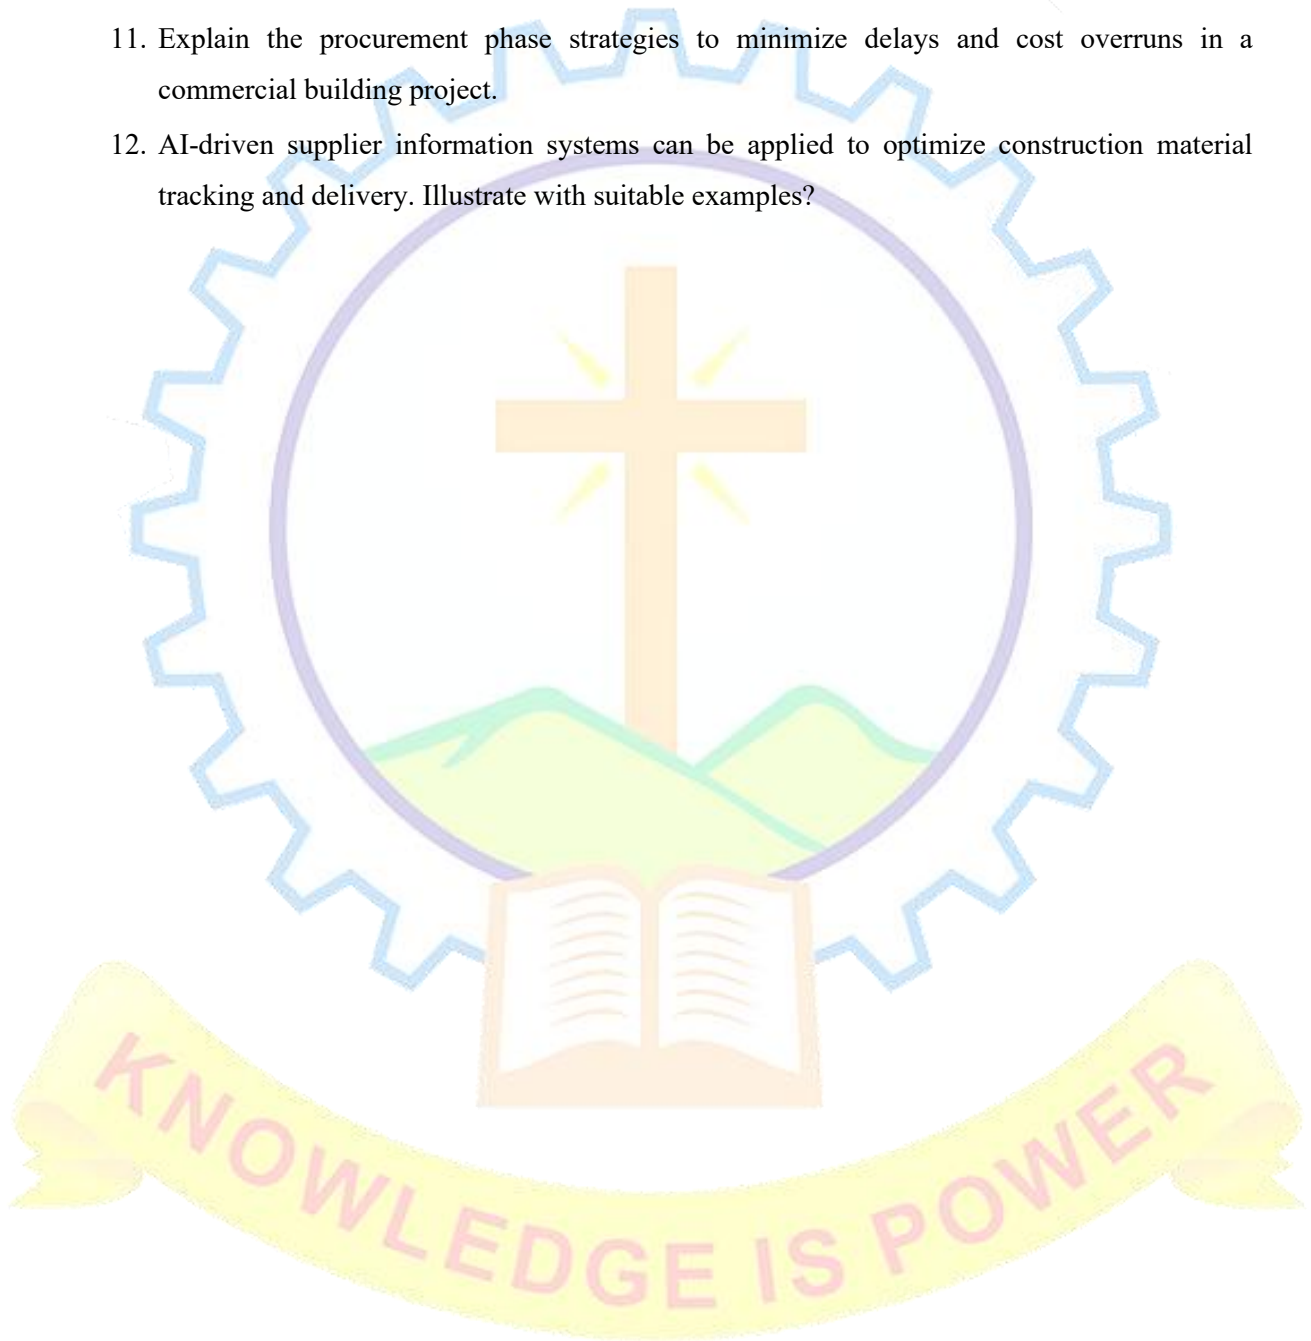 11. Explain the procurement phase strategies to minimize delays and cost overruns in a
commercial building project.
12. AI-driven supplier information systems can be applied to optimize construction material
tracking and delivery. Illustrate with suitable examples?
KNOWLEDGE IS POWER